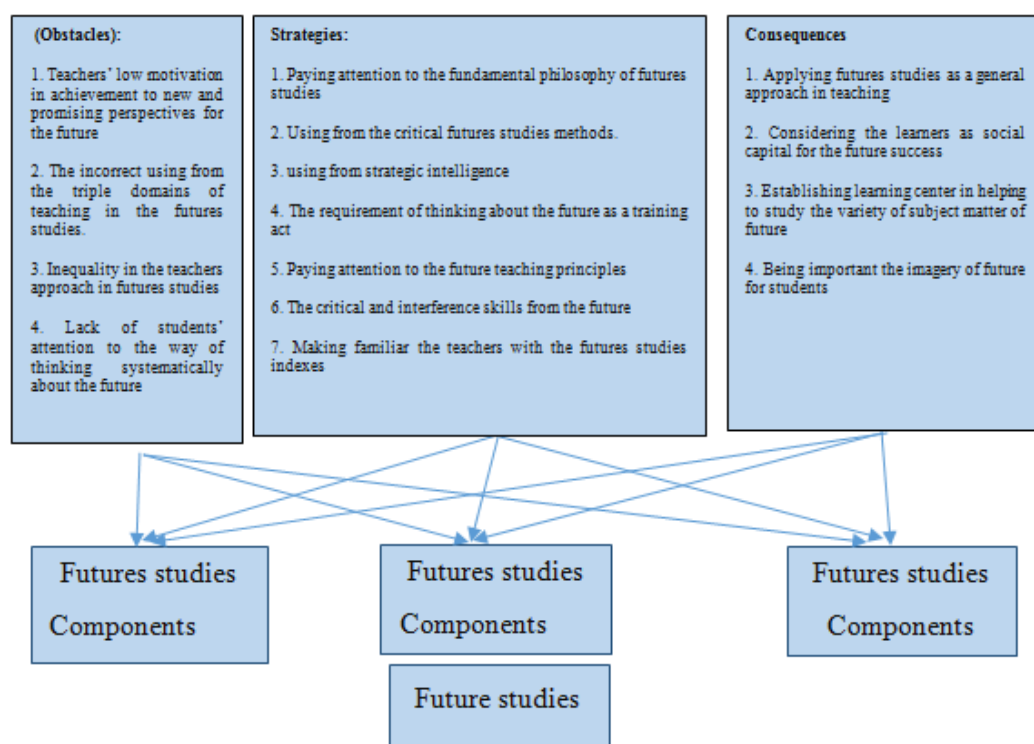 (Obstacles):
1. Teachers’ low motivation
in achievement to new and
promising perspectives for
the future
2. The incorrect using from
the triple domains of
teaching in the futures
studies.
3. Inequality in the teachers
approach in futures studies
4. Lack of students’
attention to the way of
thinking systematically
about the future
Strategies:
1. Paying attention to the fundamental philosophy of futures
studies
2. Using from the critical futures studies methods.
3. using from strategic intelligence
4. The requirement of thinking about the future as a training
act
5. Paying attention to the future teaching principles
6. The critical and interference skills from the future
7. Making familiar the teachers with the futures studies
indexes
Consequences
1. Applying futures studies as a general
approach in teaching
2. Considering the learners as social
capital for the future success
3. Establishing learning center in helping
to study the variety of subject matter of
future
4. Being important the imagery of future
for students
Futures studies
Components
Futures studies
Components
Futures studies
Components
Future studies